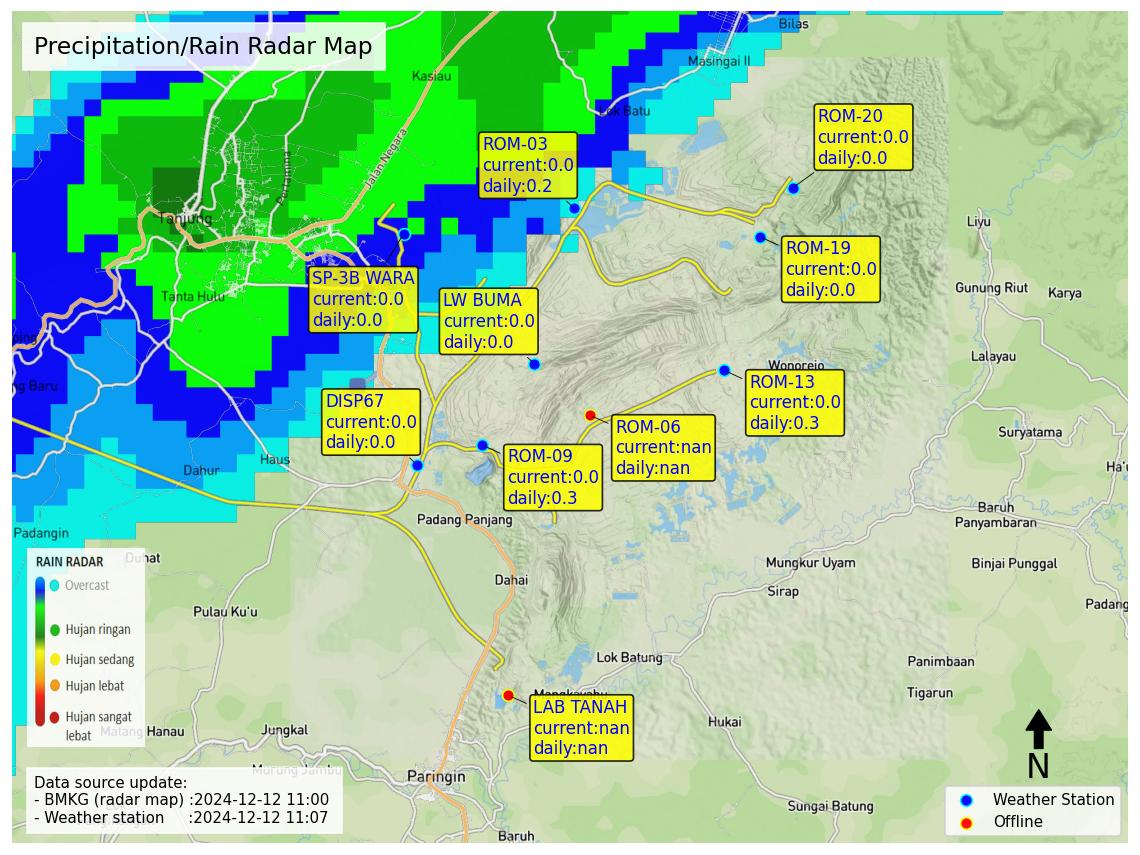 Precipitation/Rain Radar Map
Bilas
Masingai II
Kasiau
Lok Batu
Jalan Negara
Pertamina
Tanjung
Tanta Hulu
ROM-03
current:0.0
daily:0.2
ROM-20
current:0.0
daily:0.0
ROM-19
current:0.0
daily:0.0
SP-3B WARA
current:0.0
daily:0.0
LW BUMA
current:0.0
daily:0.0
Liyu
Gunung Riut
Karya
Lalayau
Wonorejo
ROM-13
current:0.0
daily:0.3
ng Baru
DISP67
current:0.0
daily:0.0
ROM-06
current:nan
daily:nan
ROM-09
current:0.0
daily:0.3
Suryatama
Ha'u
Dahur
Haus
Padang Panjang
Baruh
Panyambaran
Padangin
Duhat
Dahai
Mungkur Uyam
Binjai Punggal
Sirap
Padang
Pulau Ku'u
RAIN RADAR
Overcast
Hujan ringan
Hujan sedang
Hujan lebat
Hujan sangat
lebat
Lok Batung
Panimbaan
Tigarun
Mangkayahu
LAB TANAH
current:nan
daily:nan
Hukai
Matang Hanau
Jungkal
Murung Jambu
Paringin
Sungai Batung
Baruh
Data source update:
- BMKG (radar map) :2024-12-12 11:00
- Weather station :2024-12-12 11:07
N
Weather Station
Offline